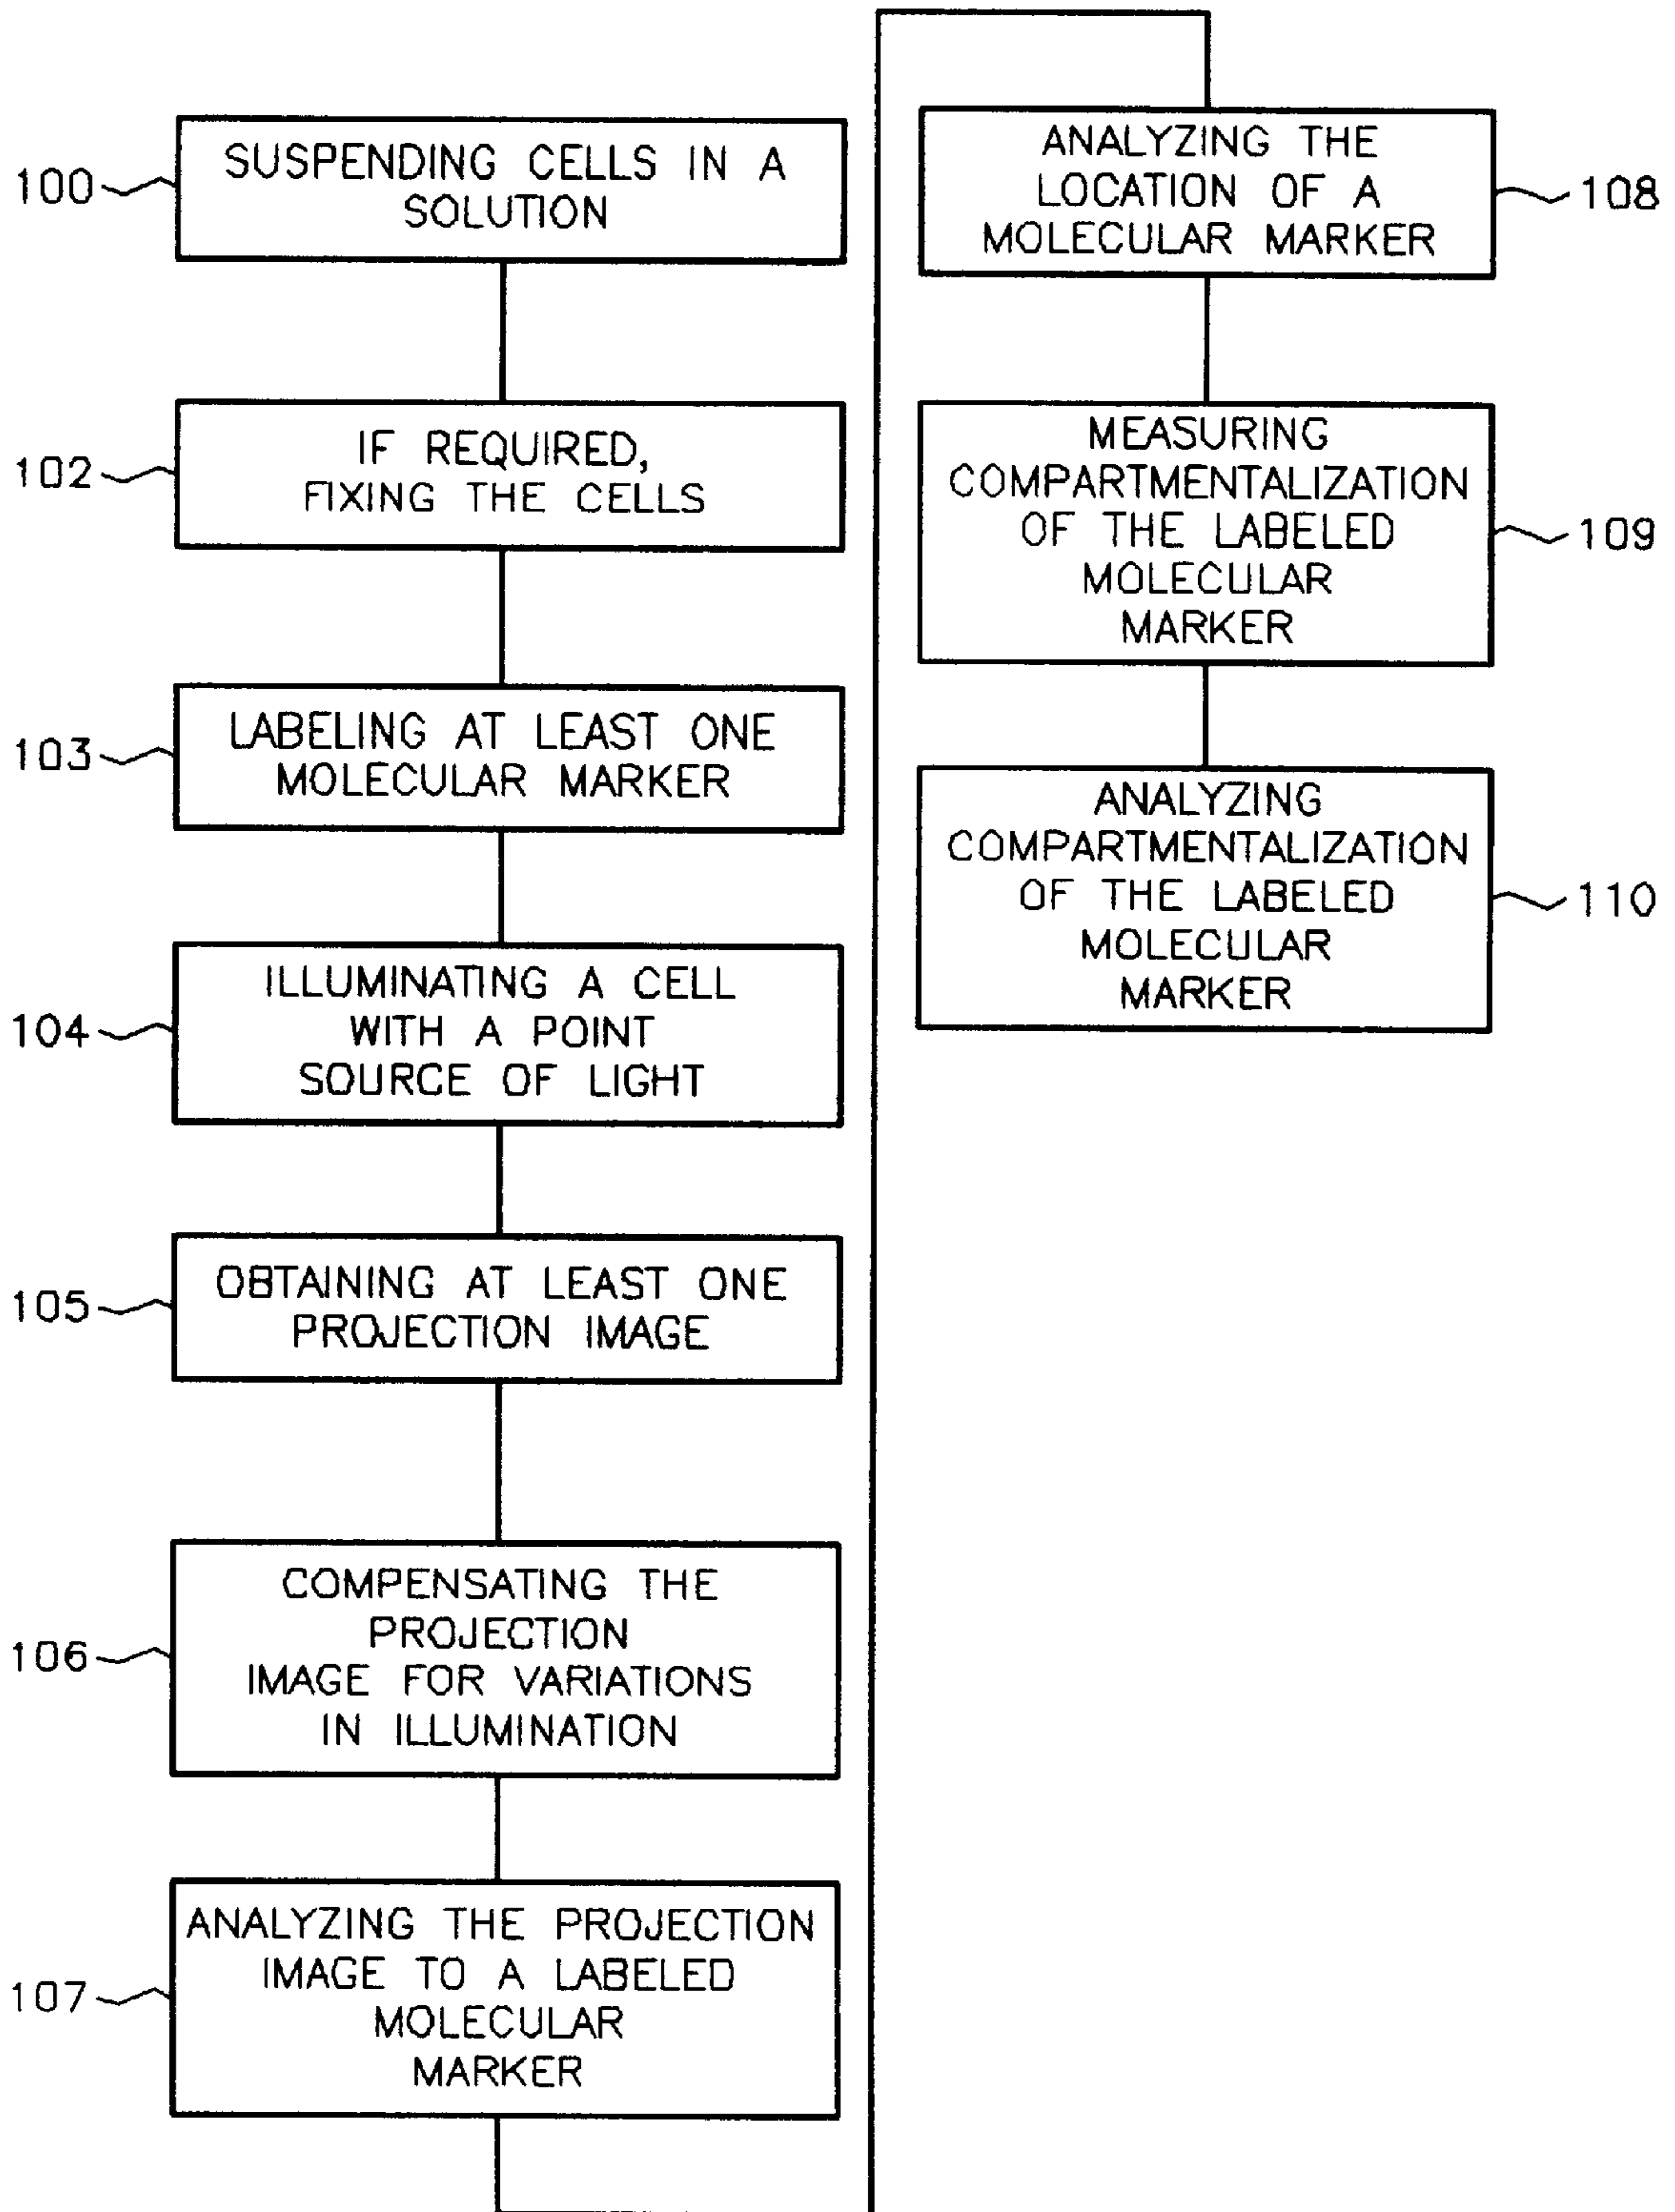 100
SUSPENDING CELLS IN A
SOLUTION
102
IF REQUIRED,
FIXING THE CELLS
103
LABELING AT LEAST ONE
MOLECULAR MARKER
104
ILLUMINATING A CELL
WITH A POINT
SOURCE OF LIGHT
105
OBTAINING AT LEAST ONE
PROJECTION IMAGE
106
COMPENSATING THE
PROJECTION
IMAGE FOR VARIATIONS
IN ILLUMINATION
107
ANALYZING THE PROJECTION
IMAGE TO A LABELED
MOLECULAR
MARKER
ANALYZING THE
LOCATION OF A
MOLECULAR MARKER
108
MEASURING
COMPARTMENTALIZATION
OF THE LABELED
MOLECULAR
MARKER
109
ANALYZING
COMPARTMENTALIZATION
OF THE LABELED
MOLECULAR
MARKER
110